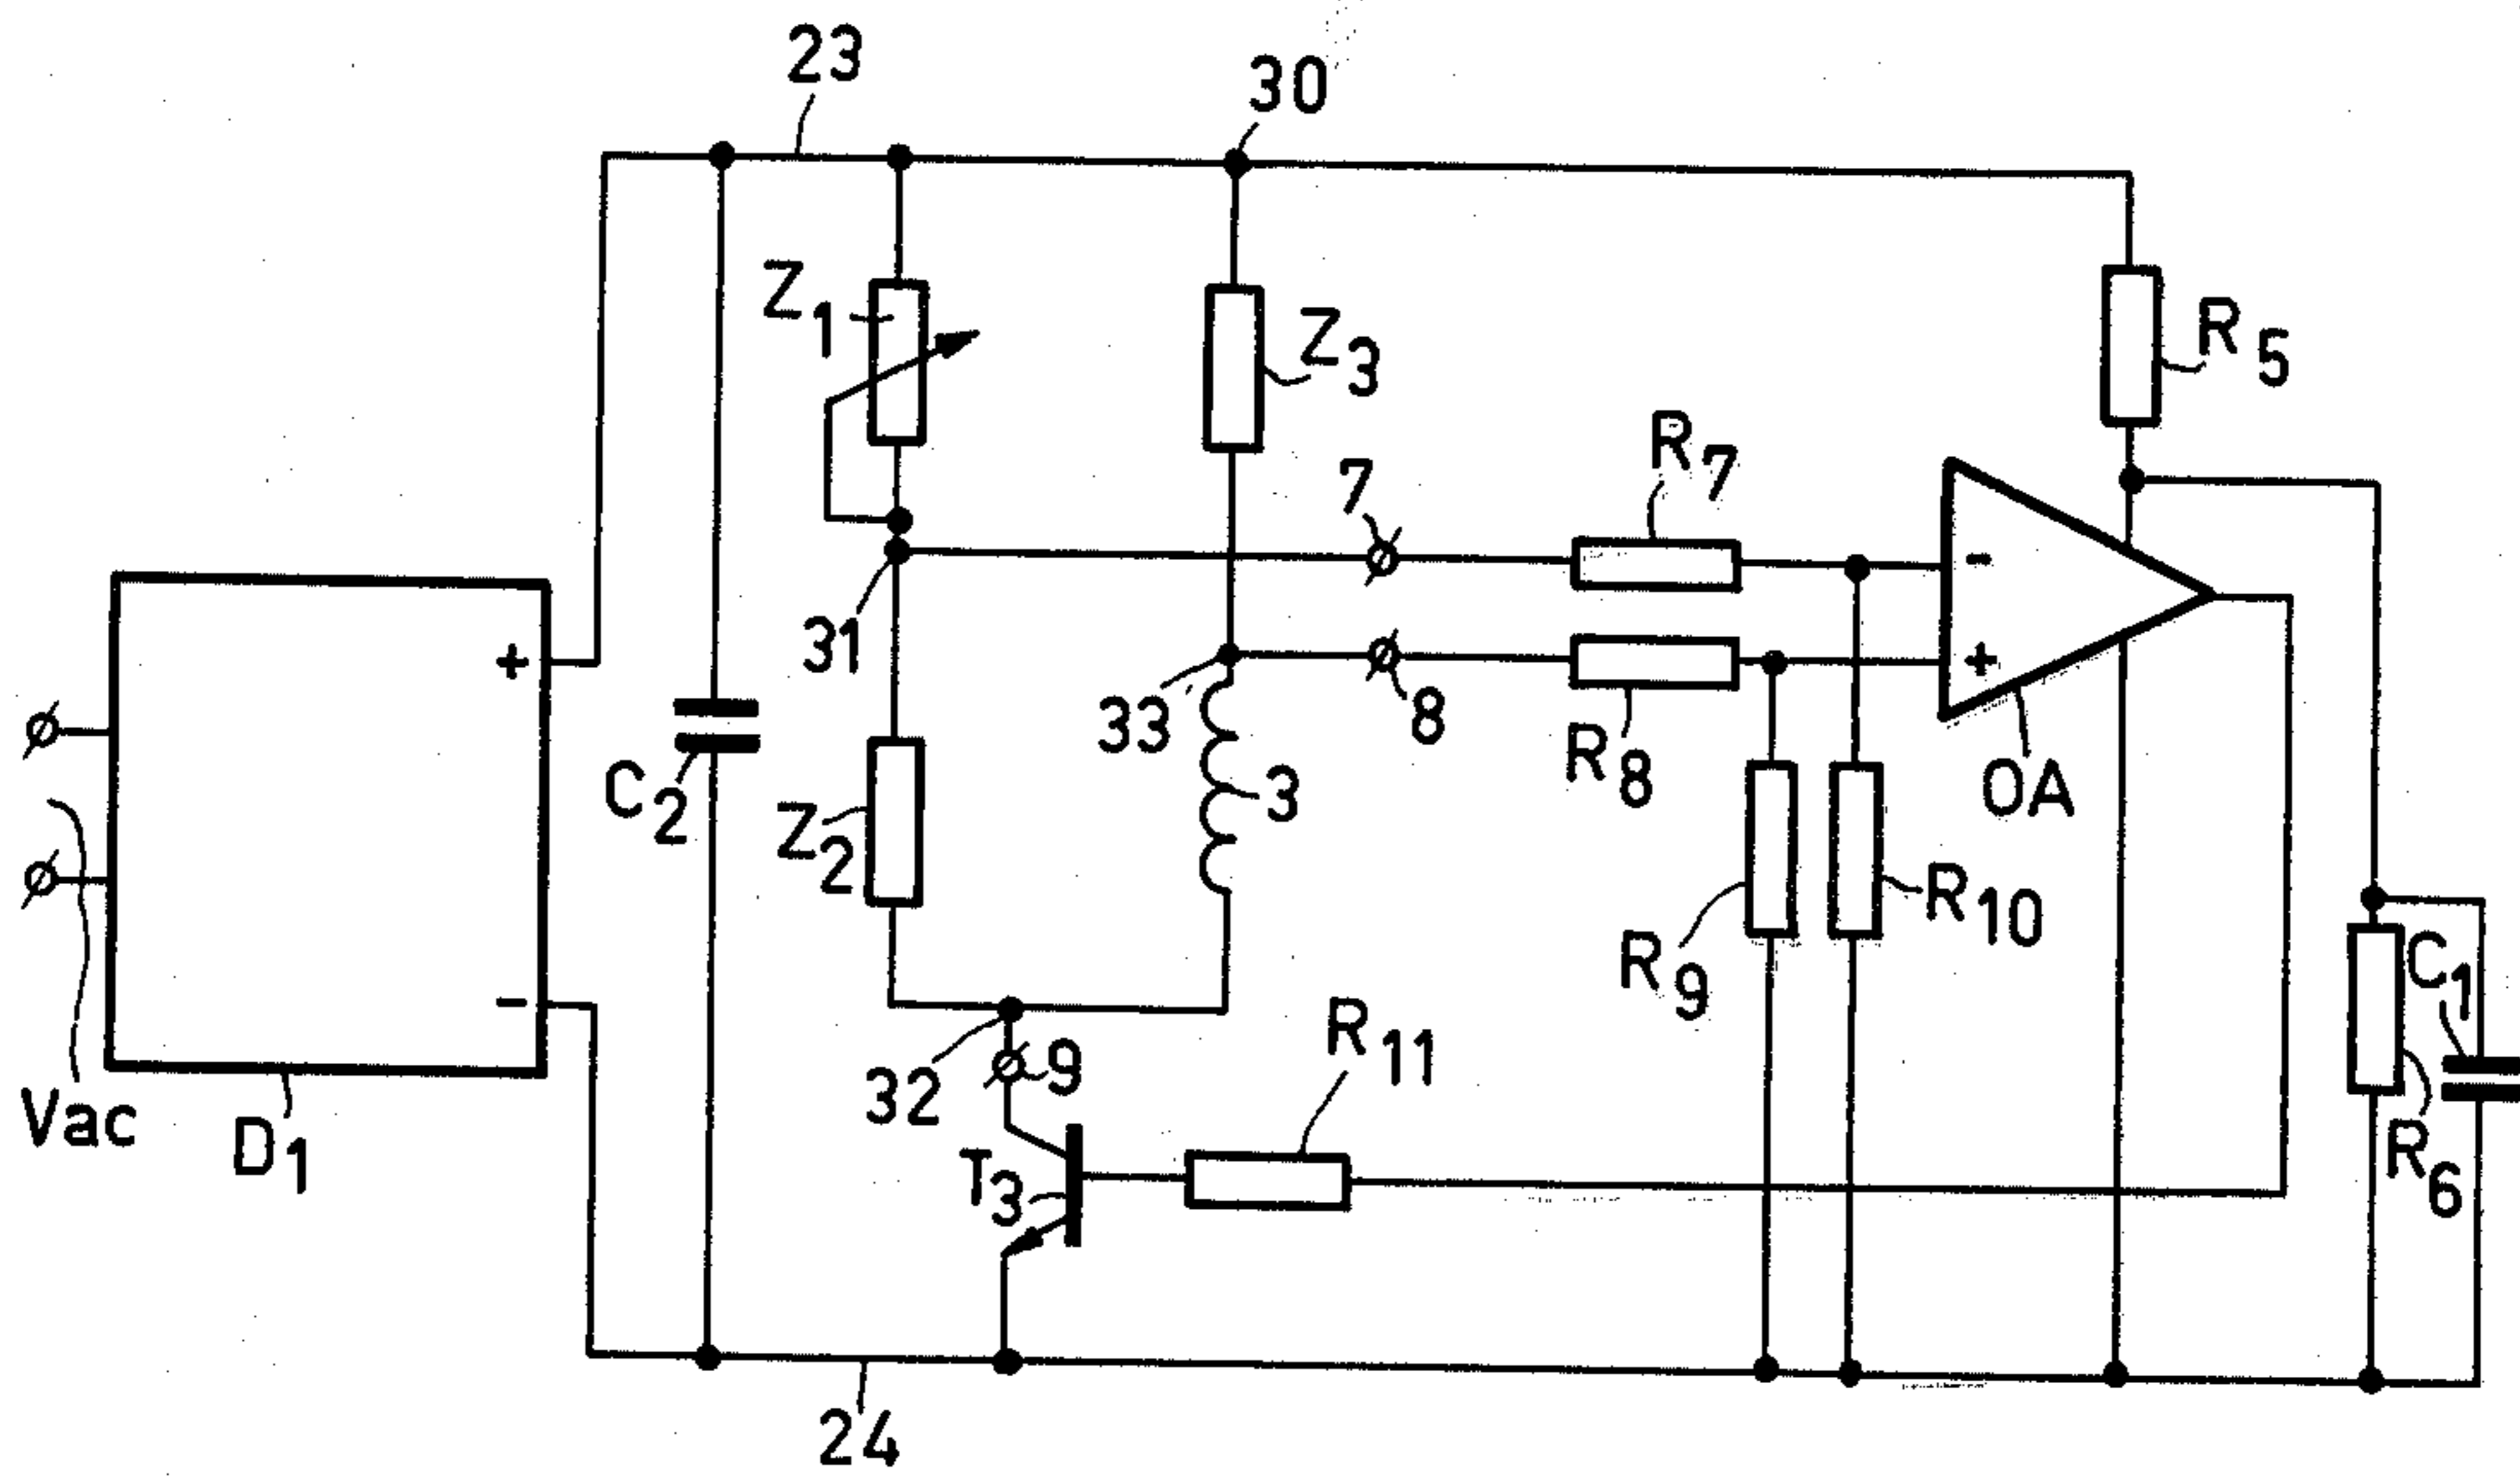 23
30
Z1
Z3
R5
7
R7
31
-
+
33
8
R8
+
3
OA
C2
Z2
R9
R10
C1
-
32
9
R11
R6
Vac
D1
T3
24